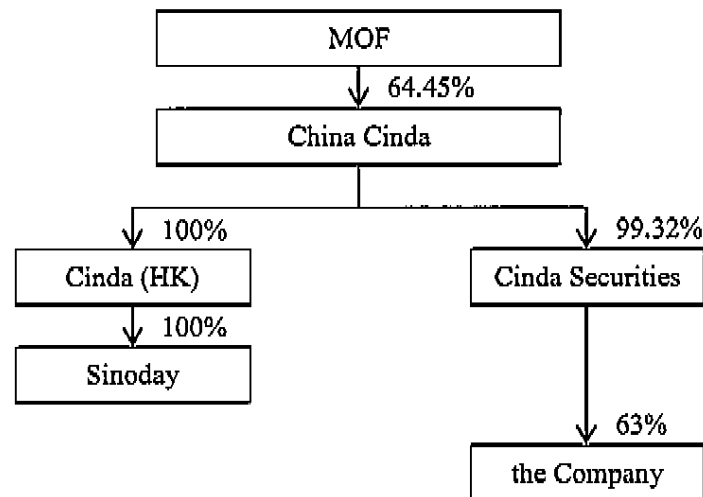 MOF
64.45%
China Cinda
100%
99.32%
Cinda (HK)
Cinda Securities
100%
Sinoday
63%
the Company